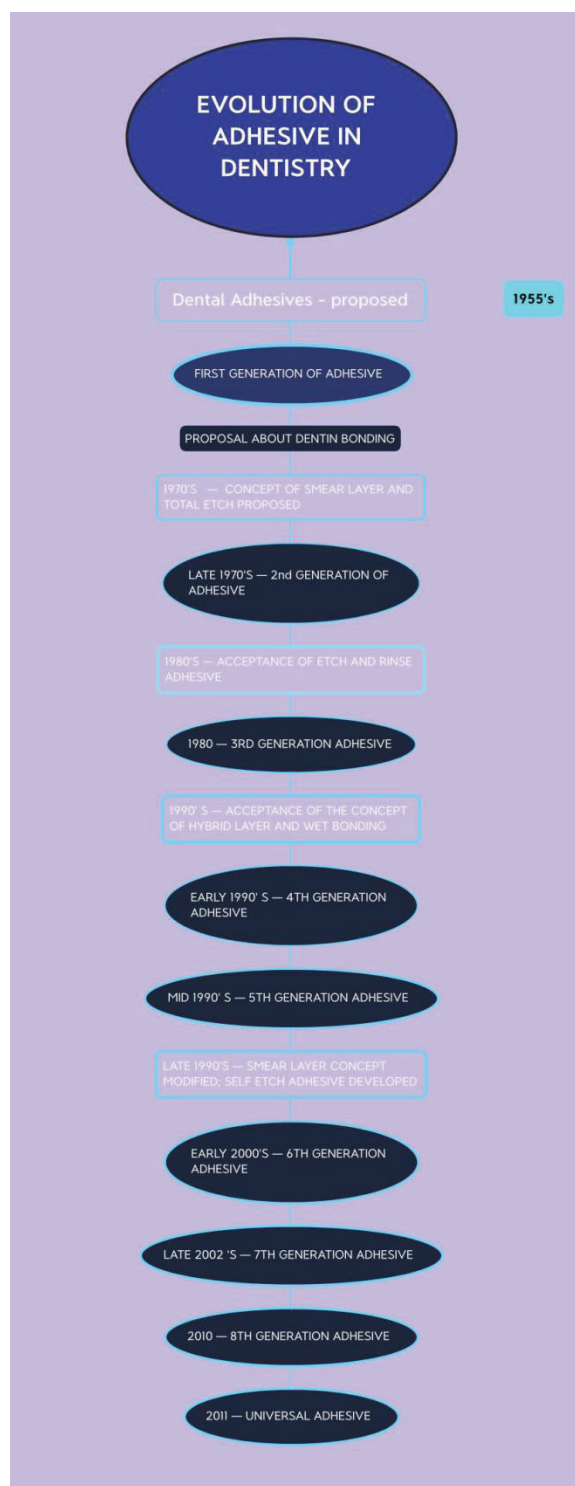 EVOLUTION OF
ADHESIVE IN
DENTISTRY
Dental Adhesives - proposed
1955's
FIRST GENERATION OF ADHESIVE
PROPOSAL ABOUT DENTIN BONDING
1970'S — CONCEPT OF SMEAR LAYER AND
TOTAL ETCH PROPOSED
LATE 1970'S — 2nd GENERATION OF
ADHESIVE
1980'S — ACCEPTANCE OF ETCH AND RINSE
ADHESIVE
1980 — 3RD GENERATION ADHESIVE
1990' S — ACCEPTANCE OF THE CONCEPT
OF HYBRID LAYER AND WET BONDING
EARLY 1990' S — 4TH GENERATION
ADHESIVE
MID 1990' S — 5TH GENERATION ADHESIVE
LATE 1990'S — SMEAR LAYER CONCEPT
MODIFIED; SELF ETCH ADHESIVE DEVELOPED
EARLY 2000'S — 6TH GENERATION
ADHESIVE
LATE 2002 'S — 7TH GENERATION ADHESIVE
2010 — 8TH GENERATION ADHESIVE
2011 — UNIVERSAL ADHESIVE